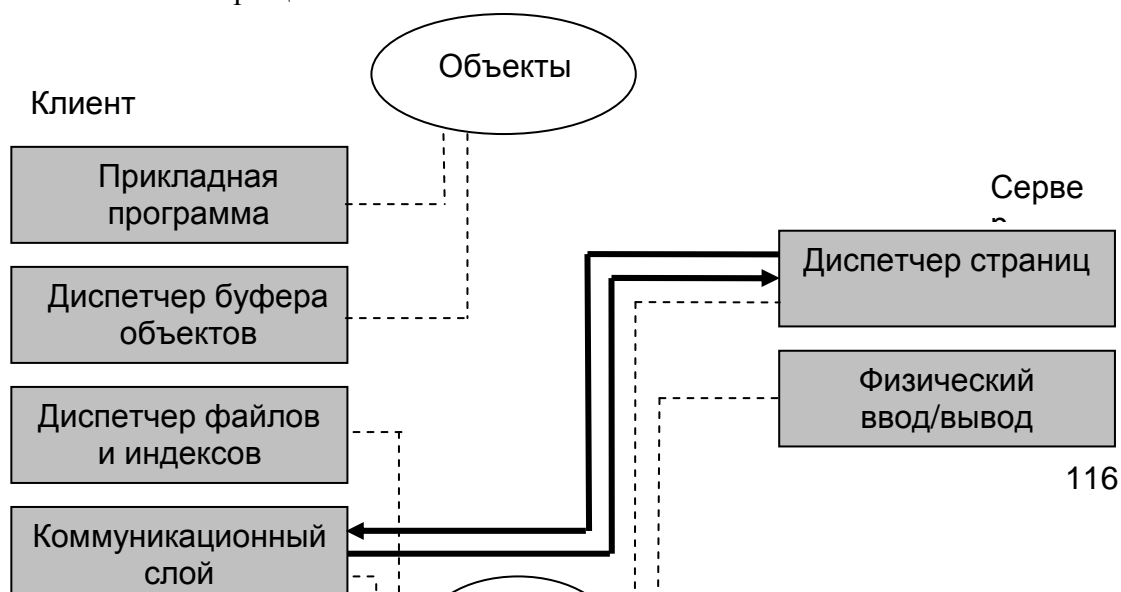 Объекты
Клиент
Прикладная
программа
Серве
Диспетчер страниц
Диспетчер буфера
объектов
Физический
ввод/вывод
Диспетчер файлов
и индексов
116
Коммуникационный
слой